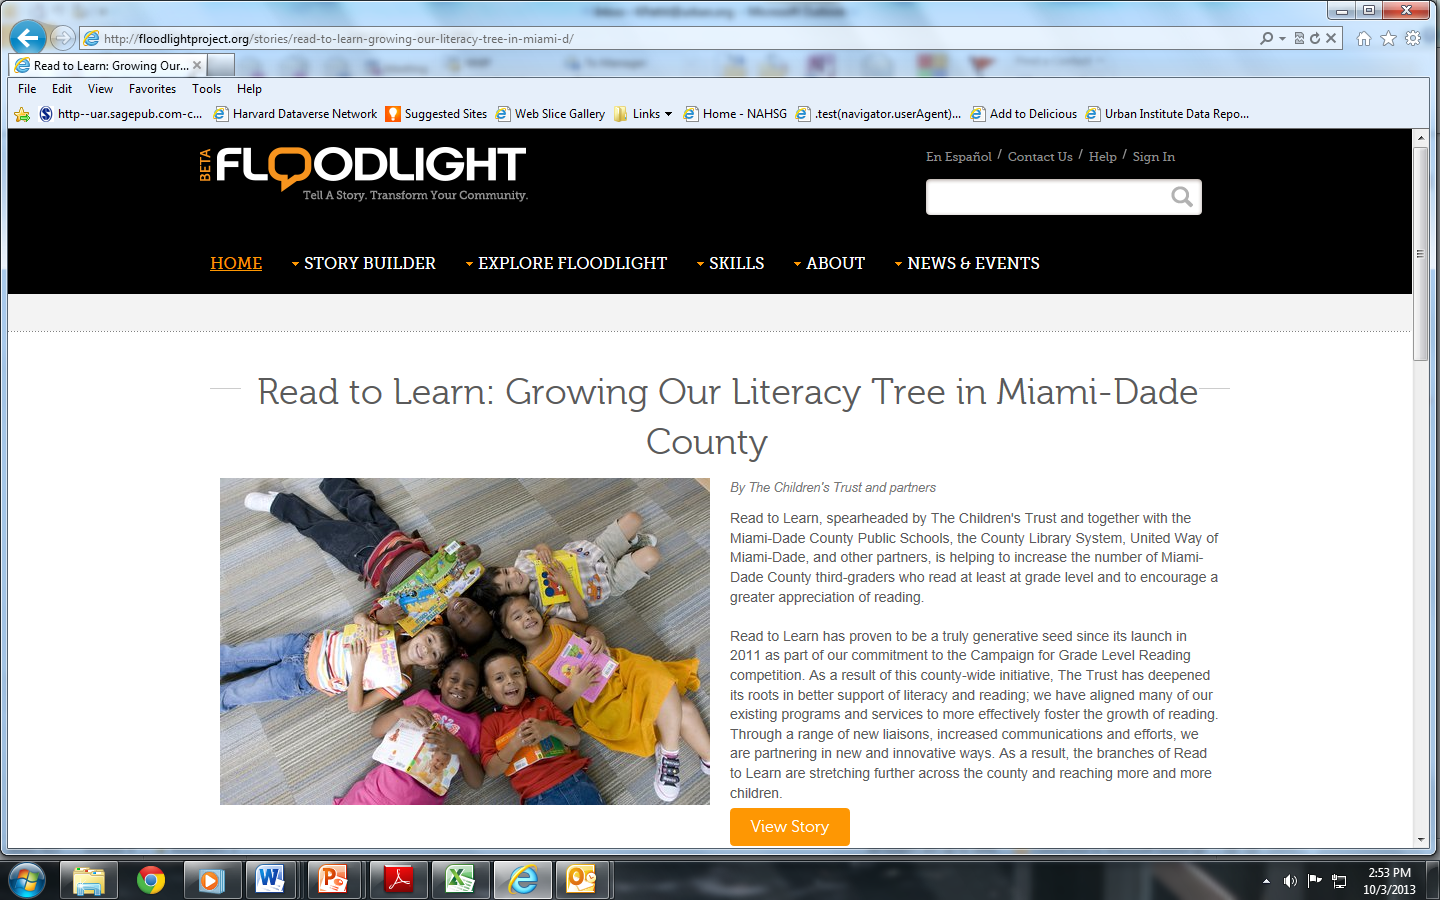 http://floodlightproject.org/stories/read-to-learn-growing-our-literacy-tree-in-miami-d/
Read to Learn: Growing Our...
File Edit View Favorites Tools Help
http--uar.sagepub.com-c... Harvard Dataverse Network Suggested Sites Web Slice Gallery Links Home - NAHSG .test(navigator.userAgent)... Add to Delicious Urban Institute Data Repo...
BETA FLOODLIGHT
Tell A Story. Transform Your Community.
En Español / Contact Us / Help / Sign In
HOME STORY BUILDER EXPLORE FLOODLIGHT SKILLS ABOUT NEWS & EVENTS
Read to Learn: Growing Our Literacy Tree in Miami-Dade
County
By The Children's Trust and partners
Read to Learn, spearheaded by The Children's Trust and together with the
Miami-Dade County Public Schools, the County Library System, United Way of
Miami-Dade, and other partners, is helping to increase the number of Miami-
Dade County third-graders who read at least at grade level and to encourage a
greater appreciation of reading.
Read to Learn has proven to be a truly generative seed since its launch in
2011 as part of our commitment to the Campaign for Grade Level Reading
competition. As a result of this county-wide initiative, The Trust has deepened
its roots in better support of literacy and reading; we have aligned many of our
existing programs and services to more effectively foster the growth of reading.
Through a range of new liaisons, increased communications and efforts, we
are partnering in new and innovative ways. As a result, the branches of Read
to Learn are stretching further across the county and reaching more and more
children.
View Story
2:53 PM
10/3/2013